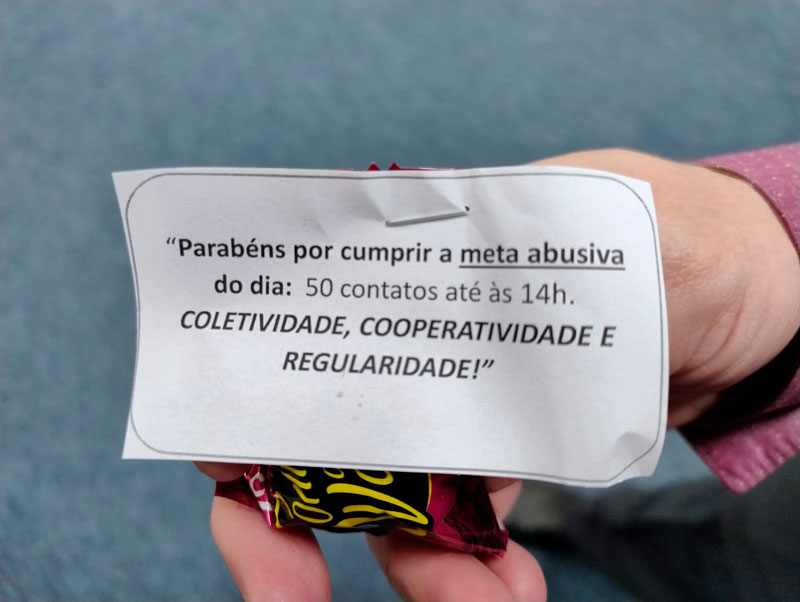 “Parabéns por cumprir a meta abusiva
do dia: 50 contatos até às 14h.
COLETIVIDADE, COOPERATIVIDADE E
REGULARIDADE!”